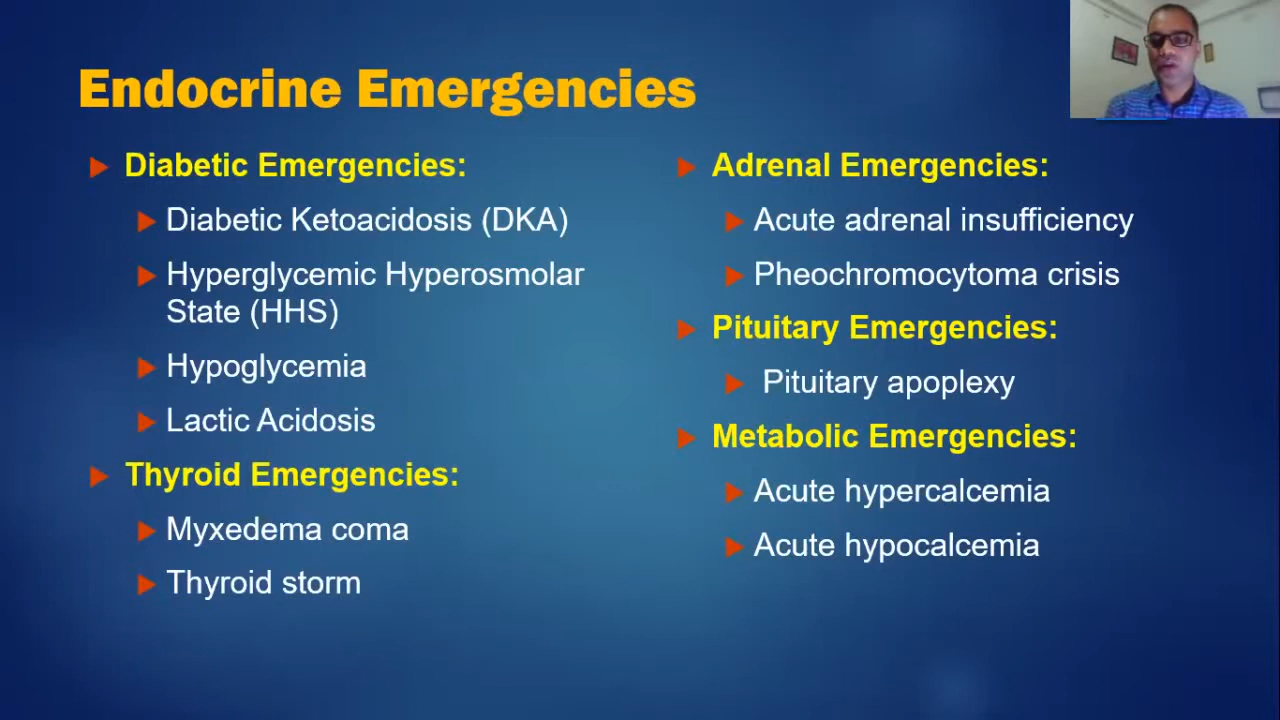 Endocrine Emergencies
Diabetic Emergencies:
Diabetic Ketoacidosis (DKA)
Hyperglycemic Hyperosmolar
State (HHS)
Hypoglycemia
Lactic Acidosis
Thyroid Emergencies:
Myxedema coma
Thyroid storm
Adrenal Emergencies:
Acute adrenal insufficiency
Pheochromocytoma crisis
Pituitary Emergencies:
Pituitary apoplexy
Metabolic Emergencies:
Acute hypercalcemia
Acute hypocalcemia